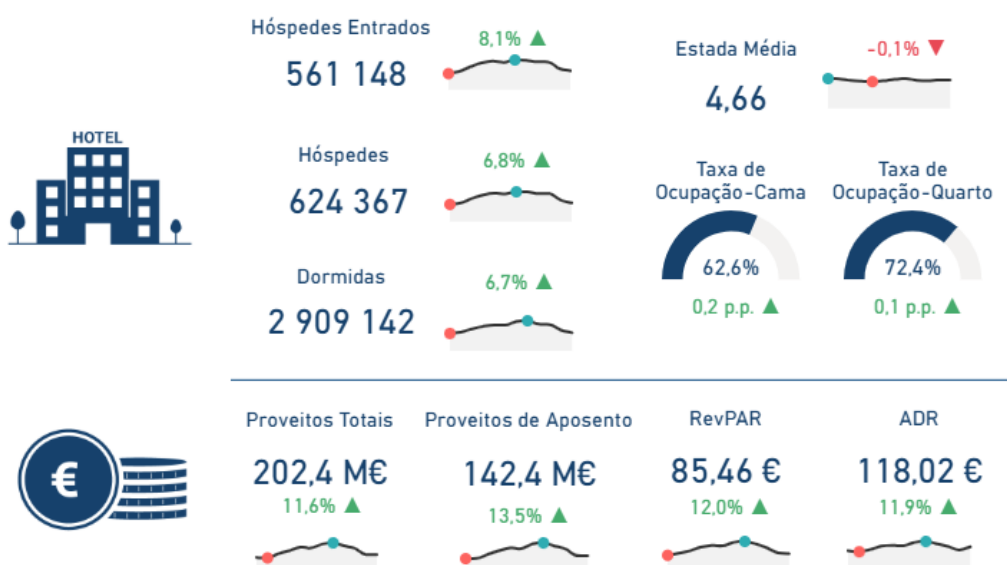 Hóspedes Entrados
8,1% ▲
561 148
Estada Média
-0,1% ▼
4,66
HOTEL
Hóspedes
6,8% ▲
624 367
Taxa de
Ocupação-Cama
62,6%
0,2 p.p. ▲
Taxa de
Ocupação-Quarto
72,4%
0,1 p.p. ▲
Dormidas
6,7% ▲
2 909 142
€
Proveitos Totais
202,4 M€
11,6% ▲
Proveitos de Aposento
142,4 M€
13,5% ▲
RevPAR
85,46 €
12,0% ▲
ADR
118,02 €
11,9% ▲